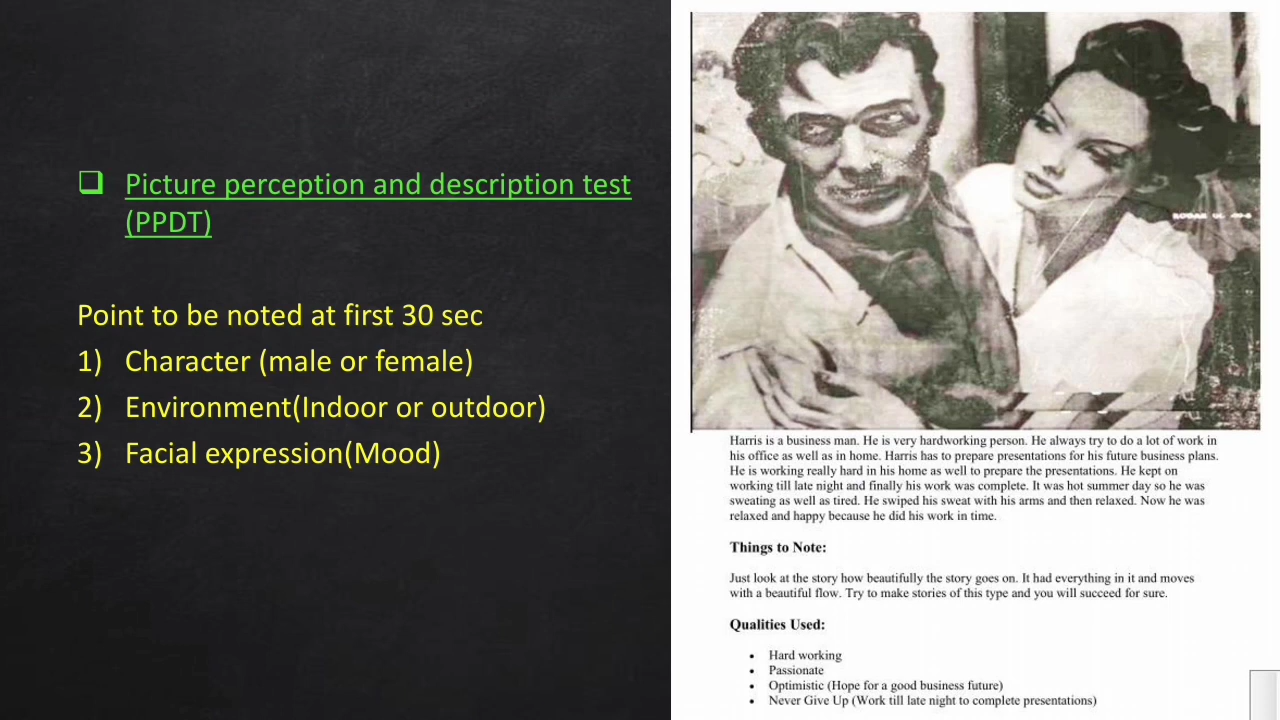 ❑ Picture perception and description test
(PPDT)
Point to be noted at first 30 sec
1) Character (male or female)
2) Environment(Indoor or outdoor)
3) Facial expression(Mood)
Harris is a business man. He is very hardworking person. He always try to do a lot of work in
his office as well as in home. Harris has to prepare presentations for his future business plans.
He is working really hard in his home as well to prepare the presentations. He kept on
working till late night and finally his work was complete. It was hot summer day so he was
sweating as well as tired. He swiped his sweat with his arms and then relaxed. Now he was
relaxed and happy because he did his work in time.
Things to Note:
Just look at the story how beautifully the story goes on. It had everything in it and moves
with a beautiful flow. Try to make stories of this type and you will succeed for sure.
Qualities Used:
• Hard working
• Passionate
• Optimistic (Hope for a good business future)
• Never Give Up (Work till late night to complete presentations)